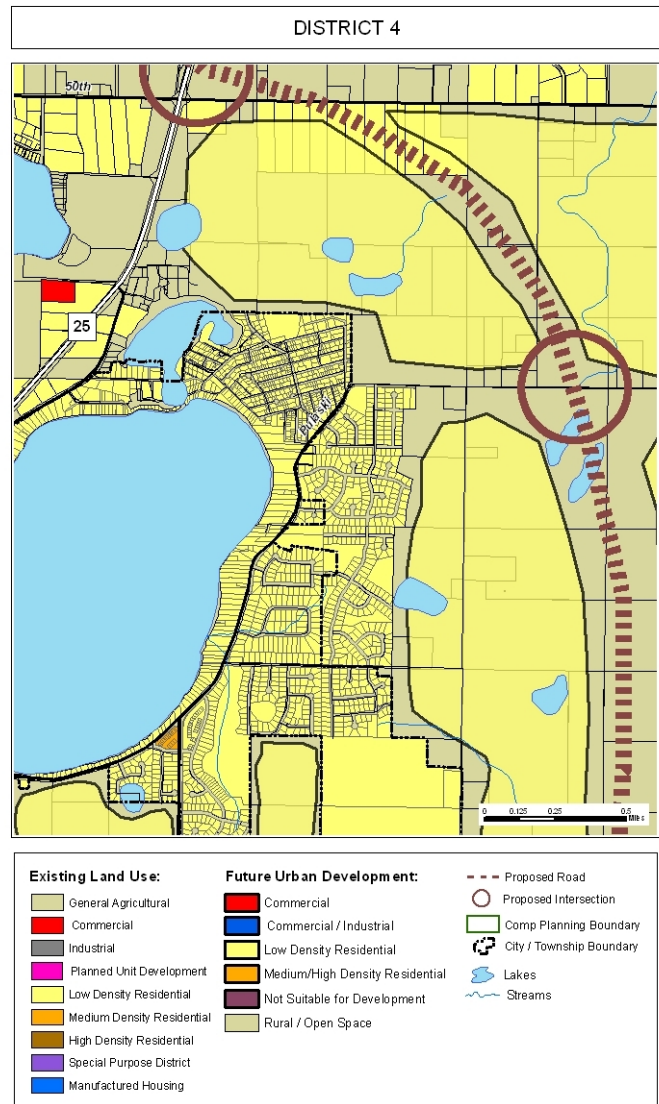 DISTRICT 4
50th
25
Pulaski
0 0.125 0.25 0.5
Miles
Existing Land Use:
General Agricultural
Commercial
Industrial
Planned Unit Development
Low Density Residential
Medium Density Residential
High Density Residential
Special Purpose District
Manufactured Housing
Future Urban Development:
Commercial
Commercial / Industrial
Low Density Residential
Medium/High Density Residential
Not Suitable for Development
Rural / Open Space
Proposed Road
Proposed Intersection
Comp Planning Boundary
City / Township Boundary
Lakes
Streams